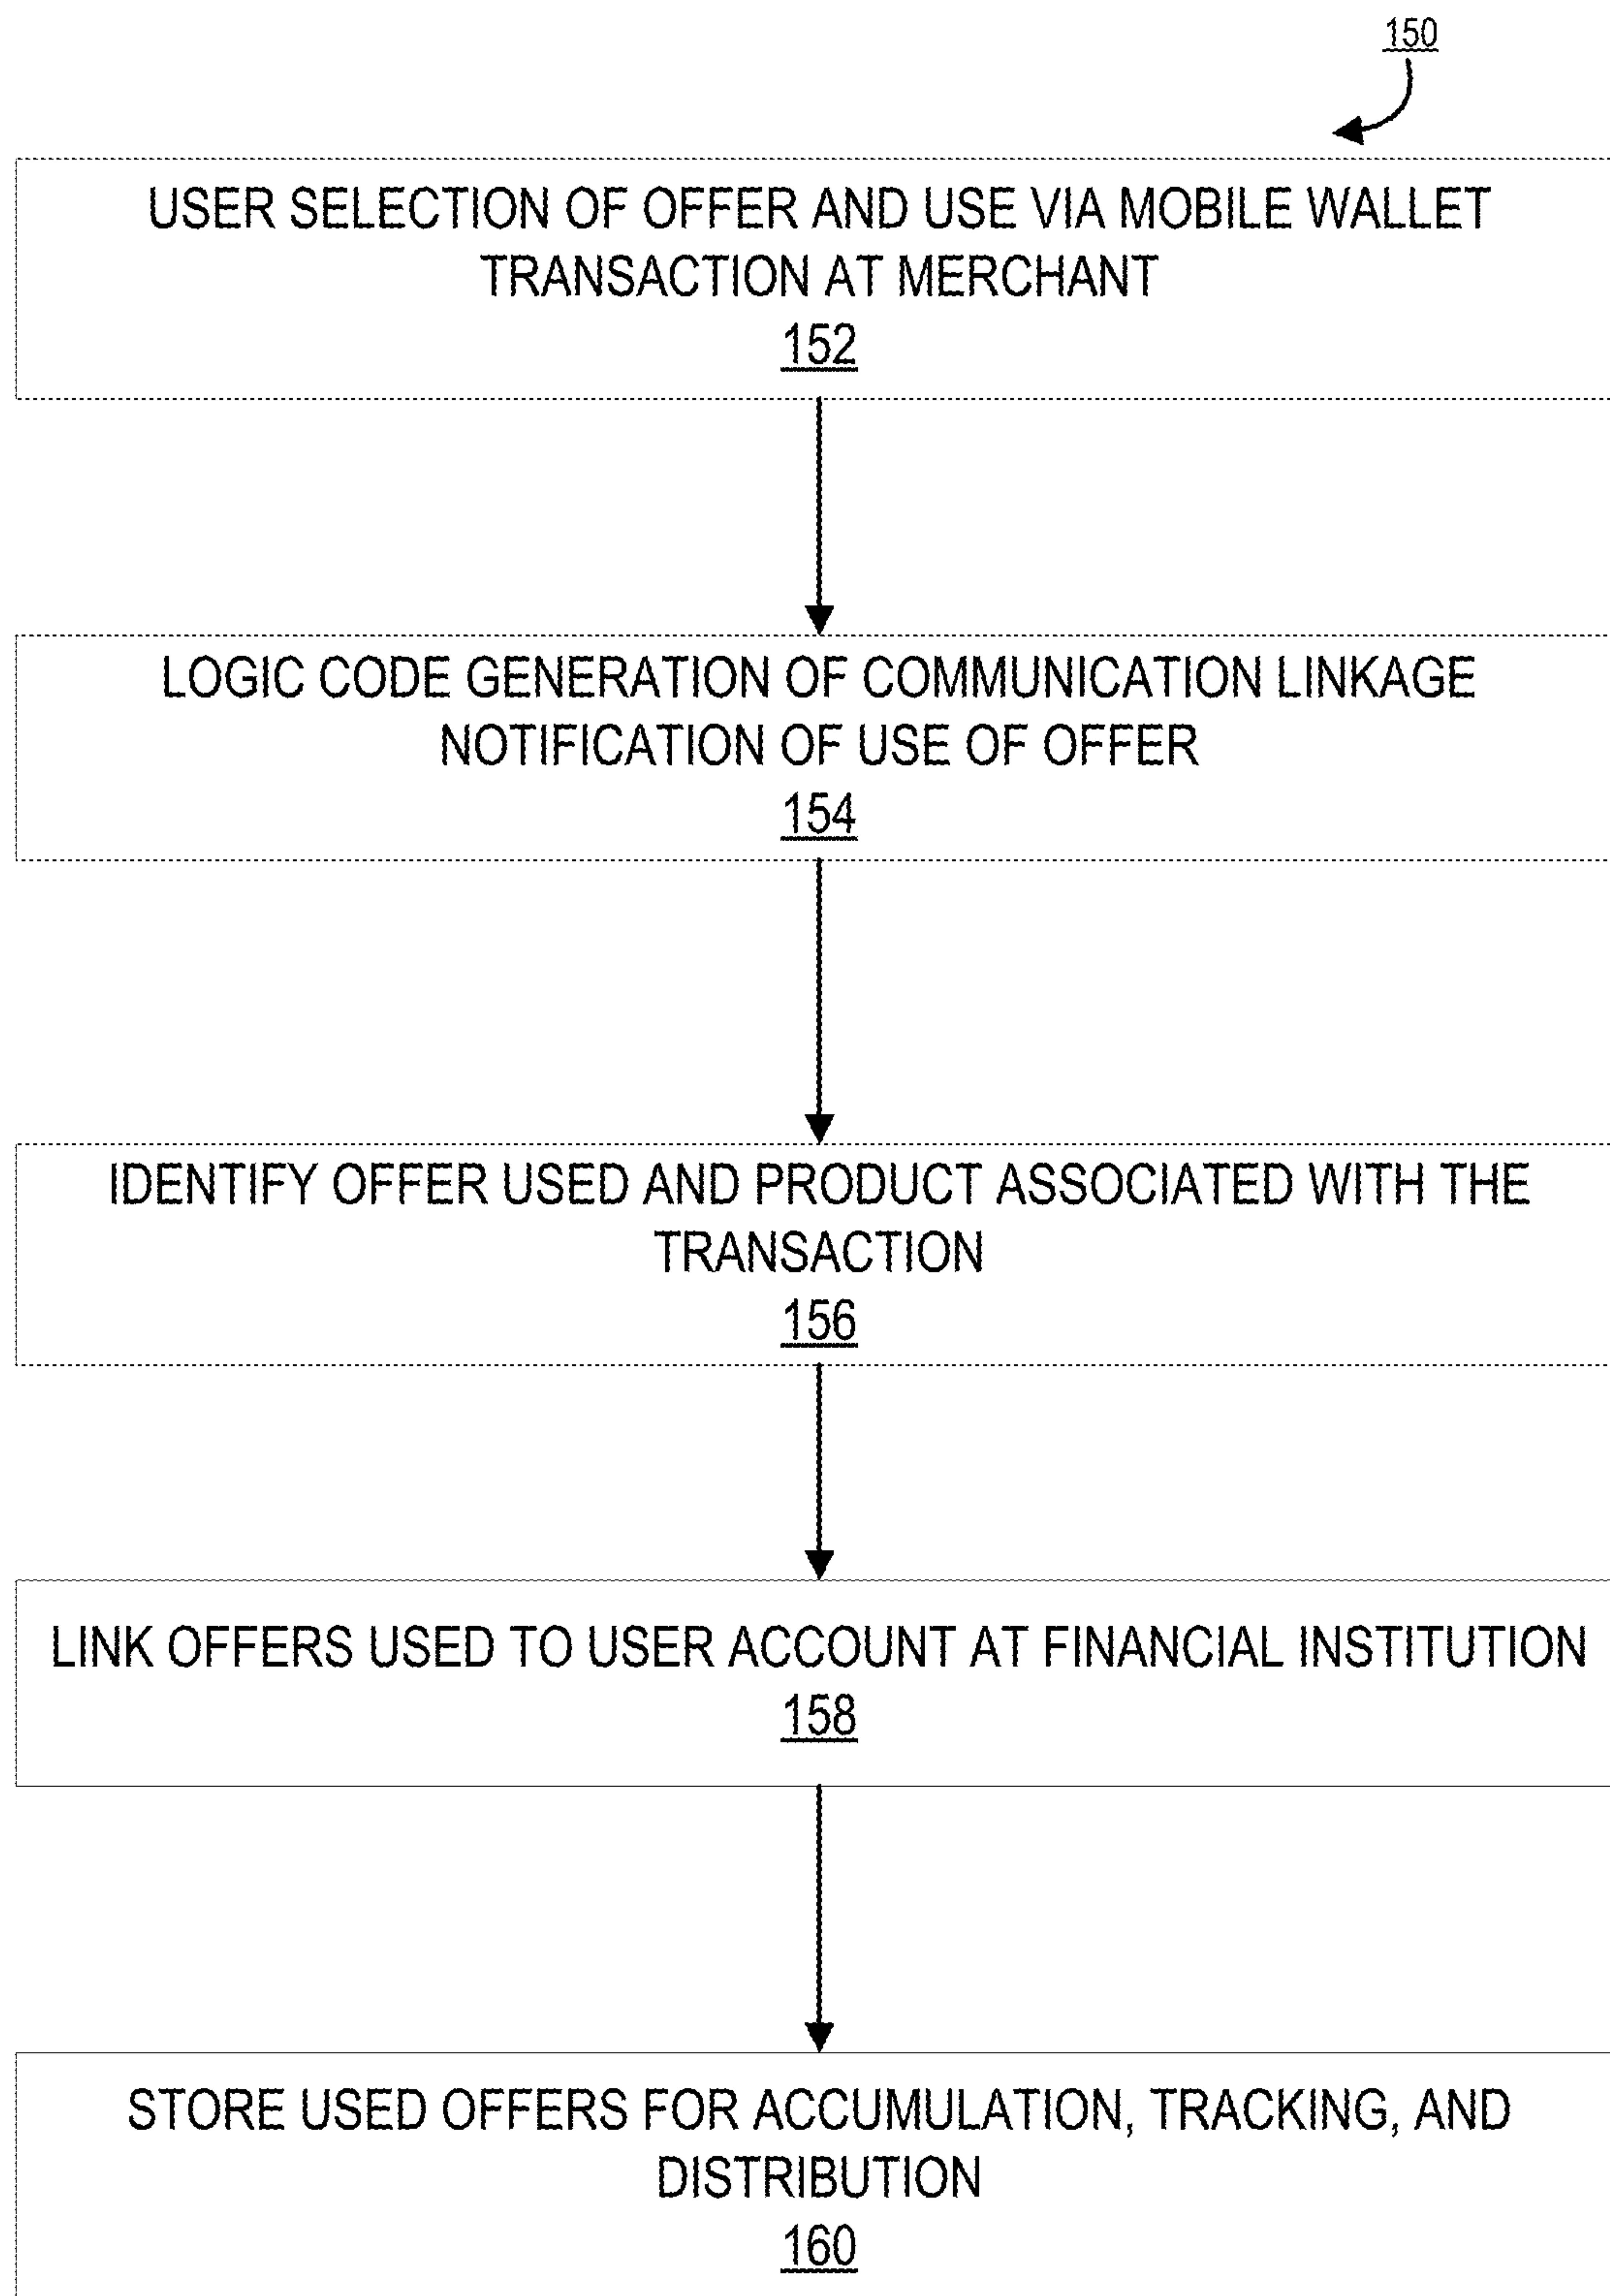 150
USER SELECTION OF OFFER AND USE VIA MOBILE WALLET
TRANSACTION AT MERCHANT
152
LOGIC CODE GENERATION OF COMMUNICATION LINKAGE
NOTIFICATION OF USE OF OFFER
154
IDENTIFY OFFER USED AND PRODUCT ASSOCIATED WITH THE
TRANSACTION
156
LINK OFFERS USED TO USER ACCOUNT AT FINANCIAL INSTITUTION
158
STORE USED OFFERS FOR ACCUMULATION, TRACKING, AND
DISTRIBUTION
160